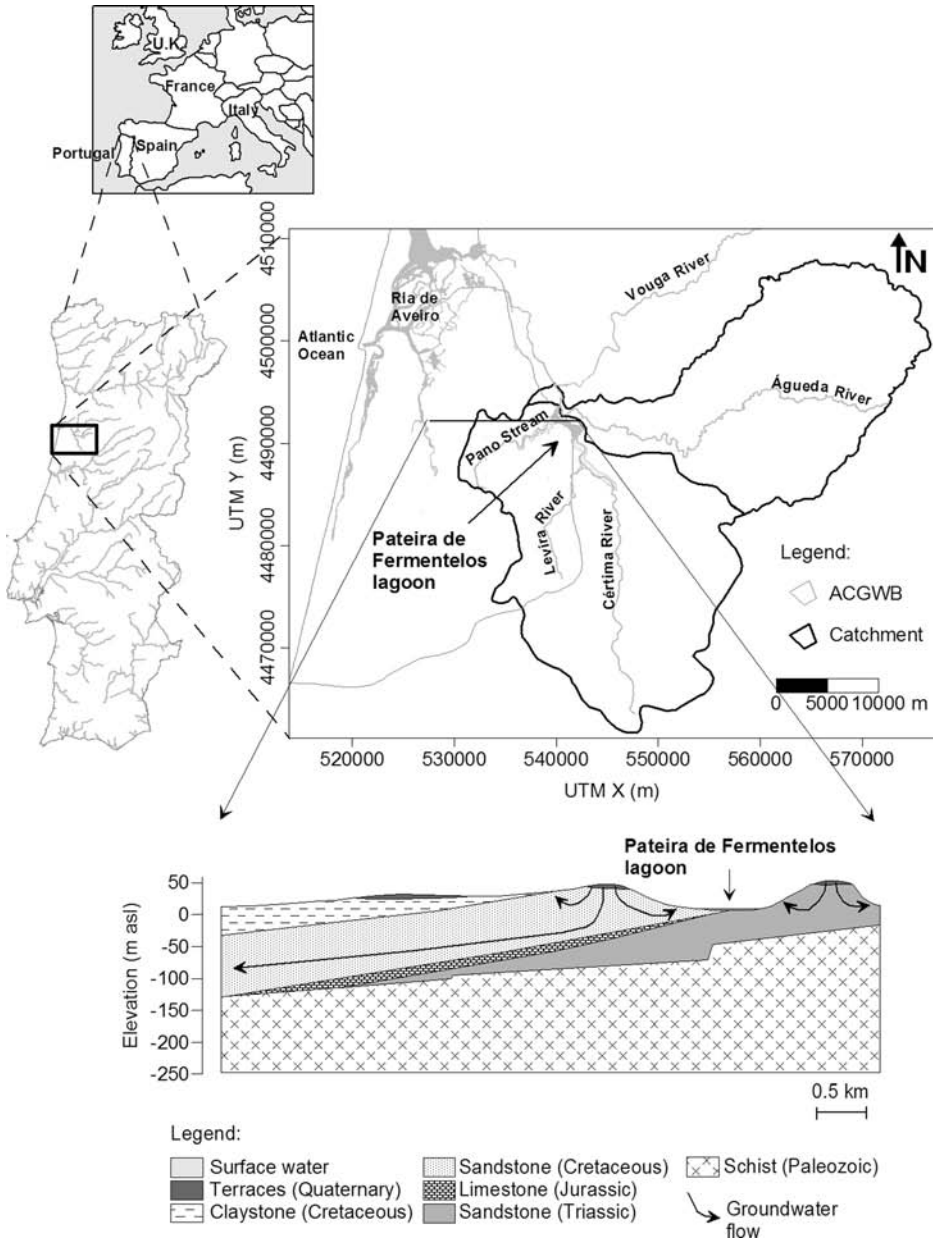 U.K.
France
Italy
Spain
Portugal
N
Vouga River
Ria de
Aveiro
Atlantic
Ocean
Águeda River
Pano Stream
Pateira de
Fermentelos
lagoon
Levira River
Cértima River
Legend:
ACGWB
Catchment
0 5000 10000 m
4510000
4500000
4490000
4480000
4470000
UTM Y (m)
520000 530000 540000 550000 560000 570000
UTM X (m)
Pateira de Fermentelos
lagoon
50
0
-50
-100
-150
-200
-250
Elevation (m asl)
0.5 km
Legend:
Surface water
Terraces (Quaternary)
Claystone (Cretaceous)
Sandstone (Cretaceous)
Limestone (Jurassic)
Sandstone (Triassic)
Schist (Paleozoic)
Groundwater
flow